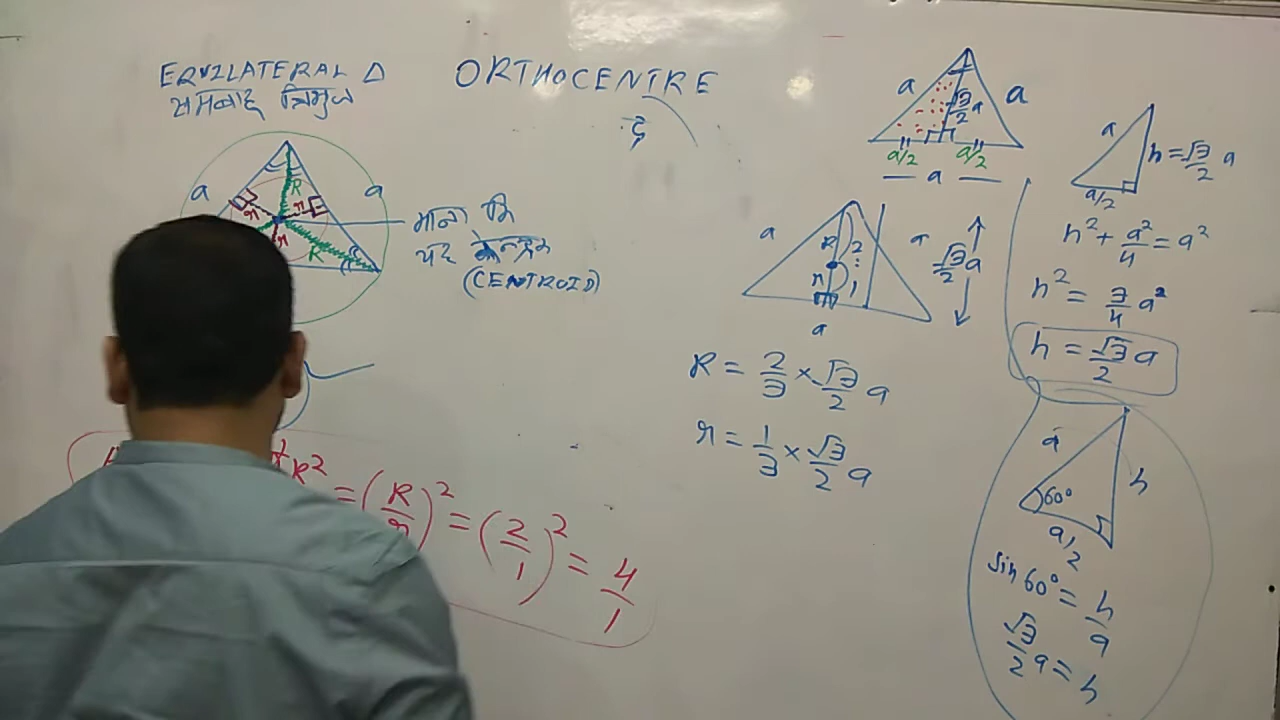 EQUILATERAL Δ
समबाहु त्रिभुज
ORTHOCENTRE
a
a
R
R
r
r
r
माना कि
यह केन्द्रक
(CENTROID)
R²
= (R/r)² = (2/1)² = 4/1
a
a
√3/2 a
a/2
a/2
a
a
R
2
:
r
1
a
√3/2 a
a
R = 2/3 × √3/2 a
r = 1/3 × √3/2 a
a
h = √3/2 a
a/2
h² + a²/4 = a²
h² = 3/4 a²
h = √3/2 a
a
h
60°
a/2
sin 60° = h/a
√3/2 a = h